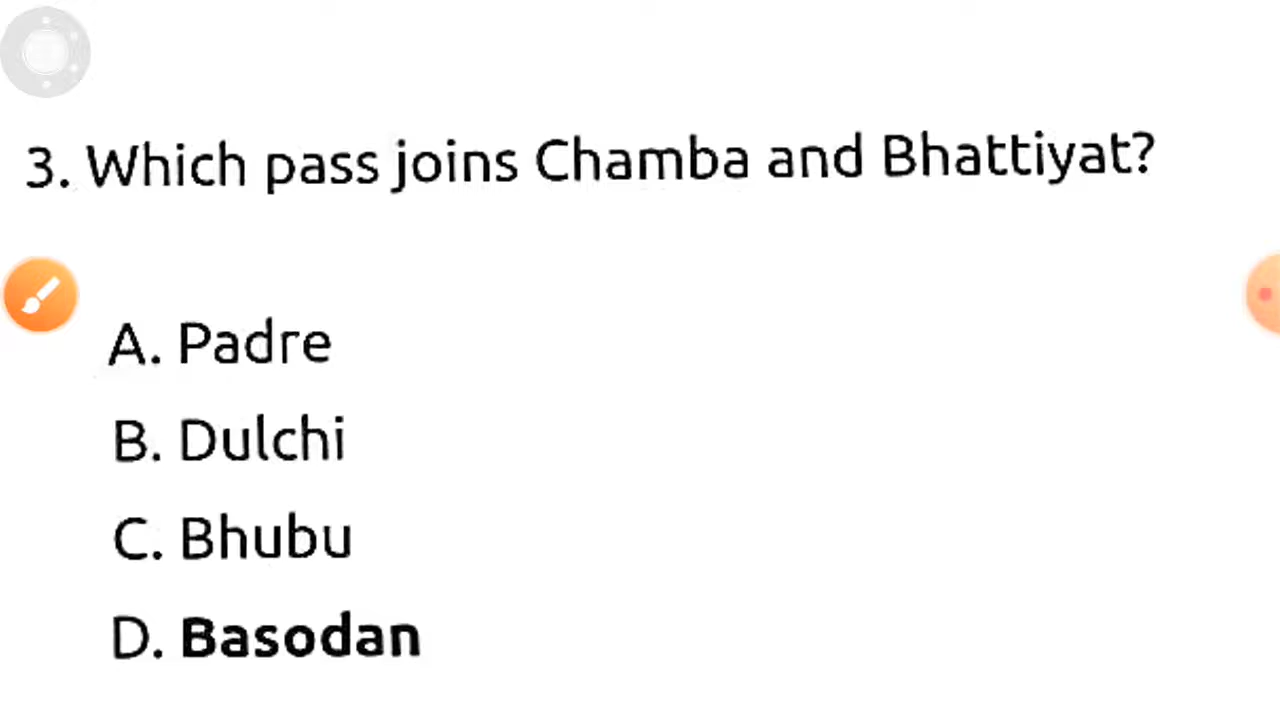 3. Which pass joins Chamba and Bhattiyat?
A. Padre
B. Dulchi
C. Bhubu
D. Basodan